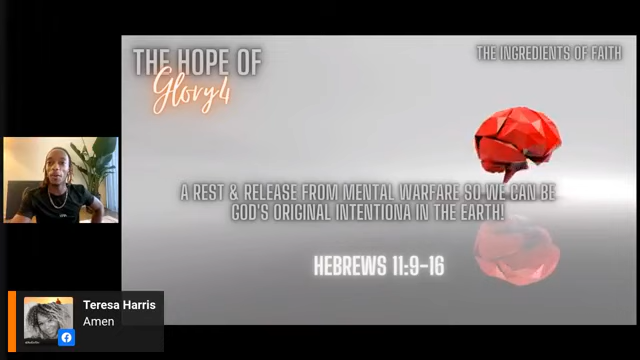 THE HOPE OF
Glory4
THE INGREDIENTS OF FAITH
A REST & RELEASE FROM MENTAL WARFARE SO WE CAN BE
GOD'S ORIGINAL INTENTIONA IN THE EARTH!
HEBREWS 11:9-16
Teresa Harris
Amen